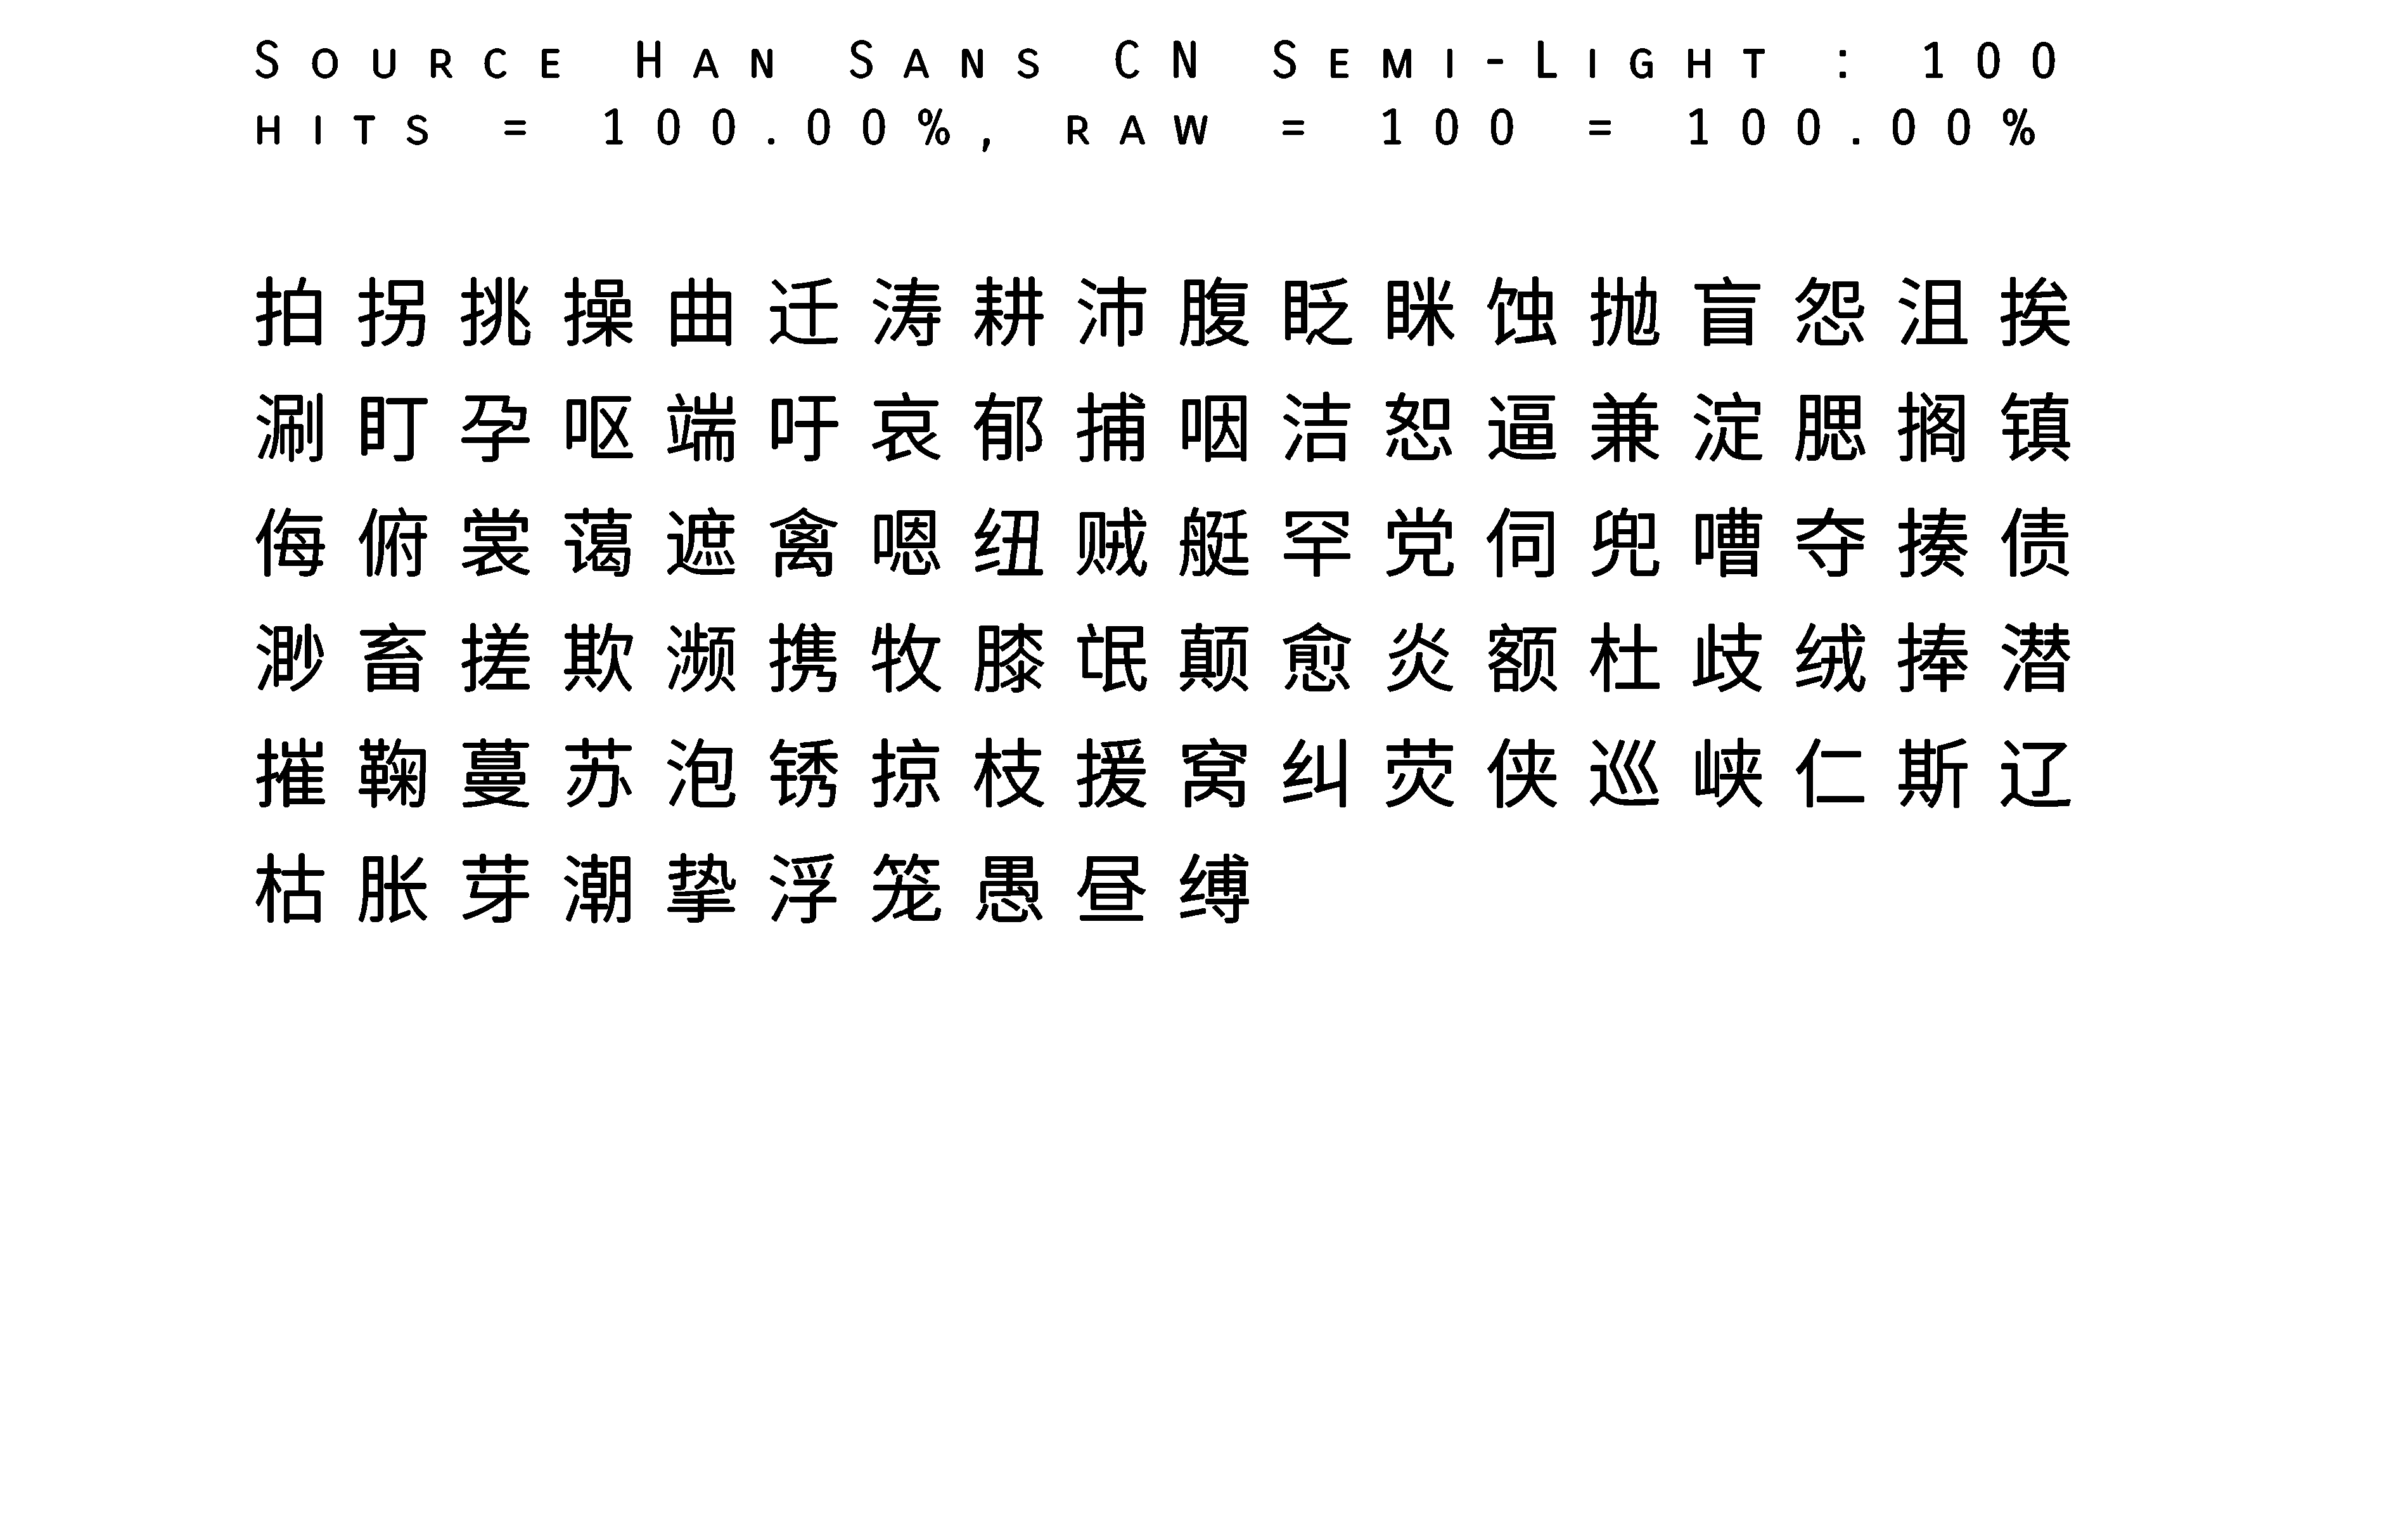 Source Han Sans CN Semi-Light : 100
hits = 100.00%, raw = 100 = 100.00%
拍拐挑操曲迁涛耕沛腹眨眯蚀抛盲怨沮挨
涮盯孕呕端吁哀郁捕咽洁恕逼兼淀腮搁镇
侮俯裳蔼遮禽嗯纽贼艇罕党伺兜嘈夺揍债
渺畜搓欺濒携牧膝氓颠愈炎额杜歧绒捧潜
摧鞠蔓苏泡锈掠枝援窝纠荧侠巡峡仁斯辽
枯胀芽潮挚浮笼愚昼缚